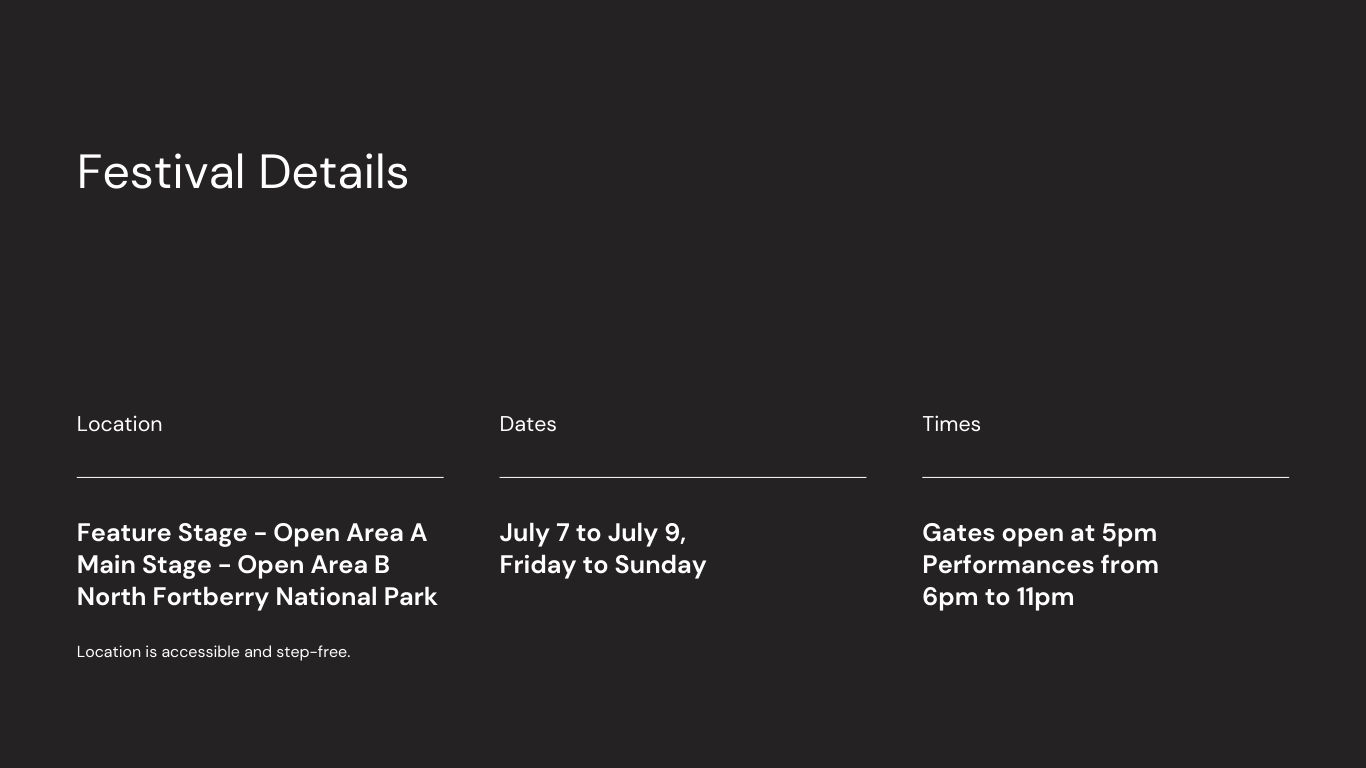 Festival Details
Location
Feature Stage – Open Area A
Main Stage – Open Area B
North Fortberry National Park
Location is accessible and step-free.
Dates
July 7 to July 9,
Friday to Sunday
Times
Gates open at 5pm
Performances from
6pm to 11pm